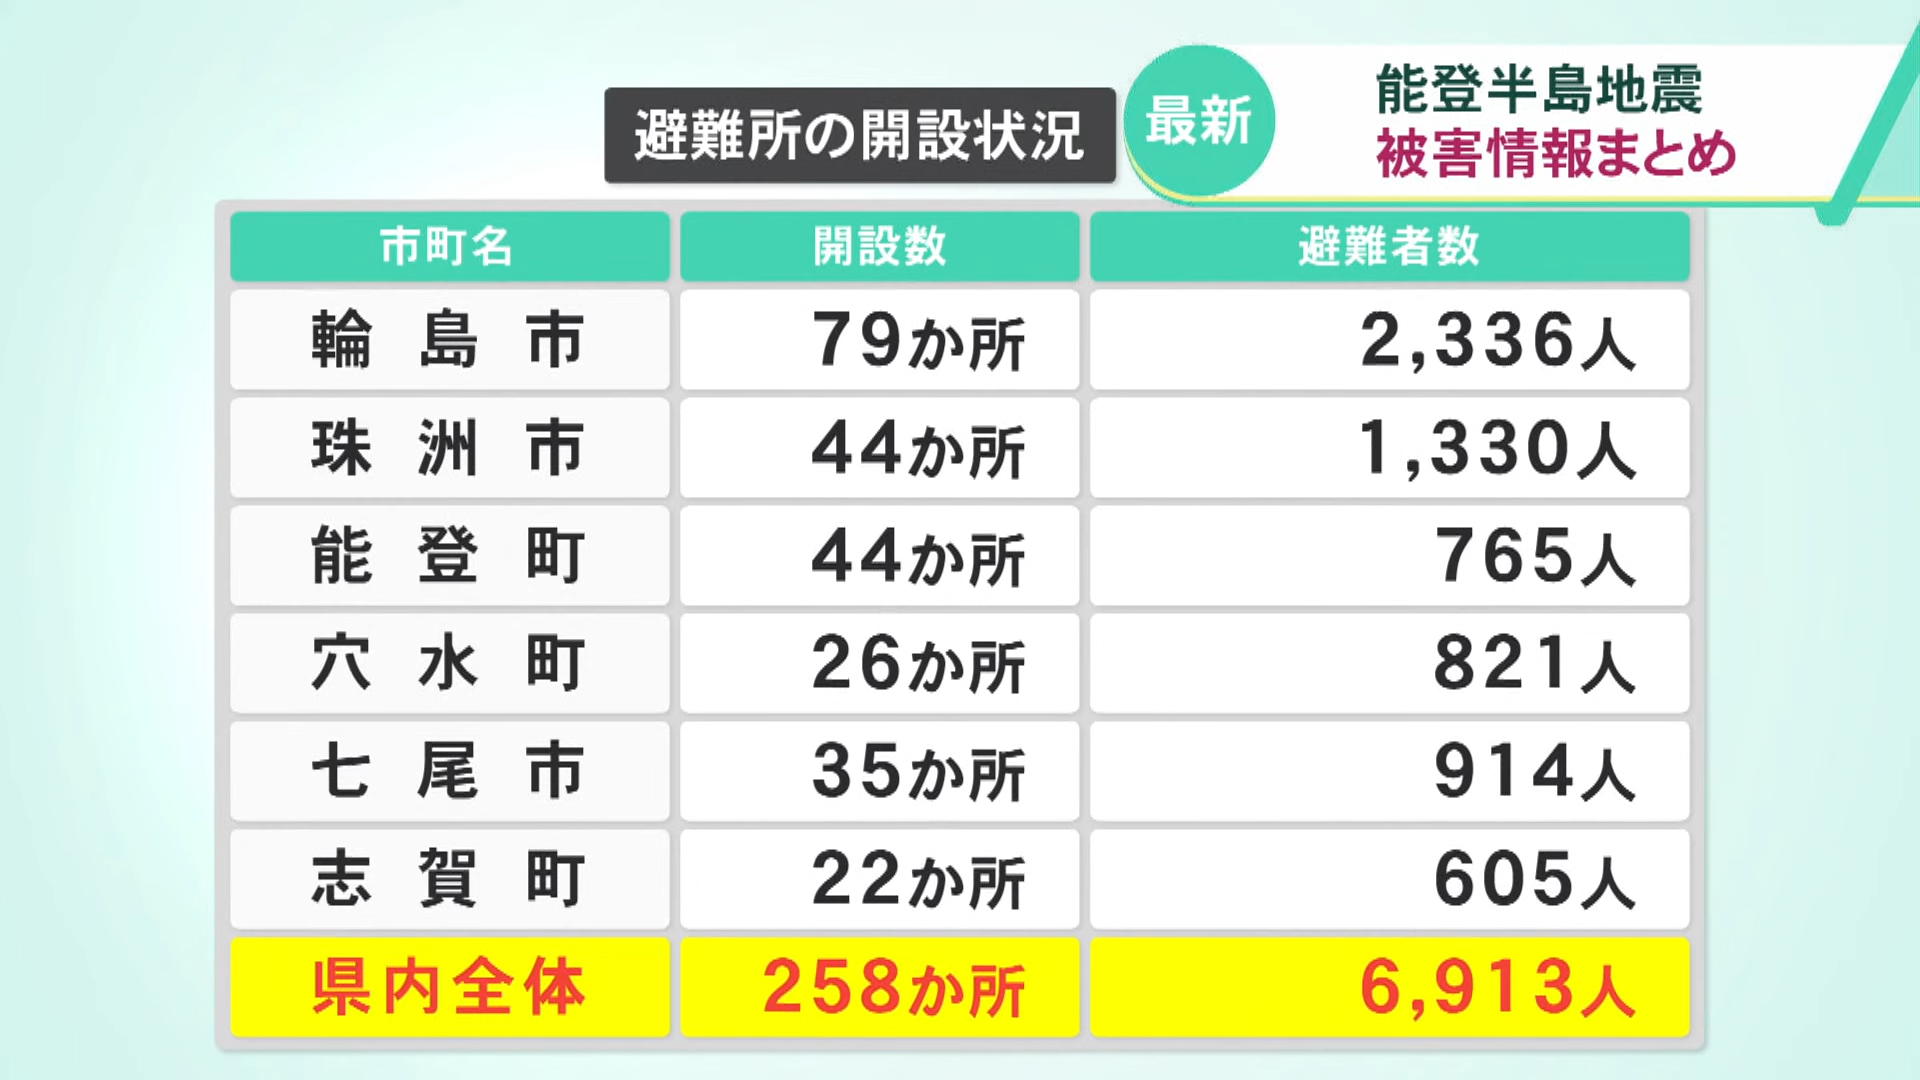 能登半島地震
被害情報まとめ
最新
避難所の開設状況
市町名 開設数 避難者数
輪島市 79か所 2,336人
珠洲市 44か所 1,330人
能登町 44か所 765人
穴水町 26か所 821人
七尾市 35か所 914人
志賀町 22か所 605人
県内全体 258か所 6,913人